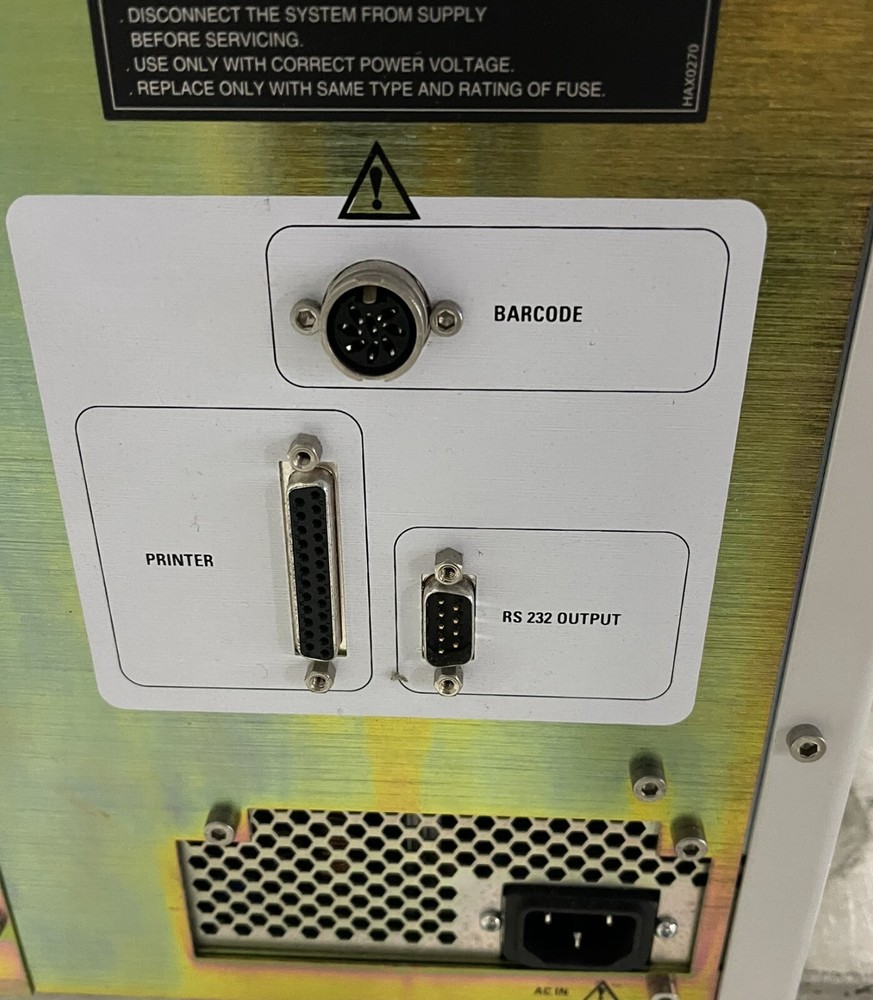 . DISCONNECT THE SYSTEM FROM SUPPLY
BEFORE SERVICING.
. USE ONLY WITH CORRECT POWER VOLTAGE.
. REPLACE ONLY WITH SAME TYPE AND RATING OF FUSE.
HAX0270
!
BARCODE
PRINTER
RS 232 OUTPUT
AC IN